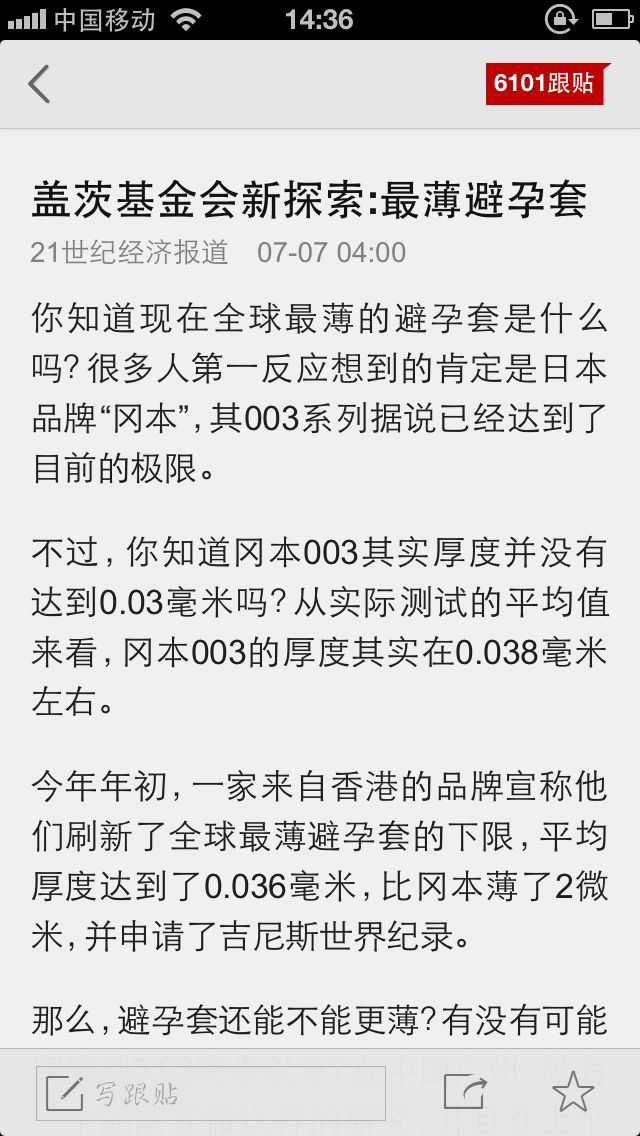 中国移动 14:36
6101跟贴
盖茨基金会新探索:最薄避孕套
21世纪经济报道 07-07 04:00
你知道现在全球最薄的避孕套是什么
吗?很多人第一反应想到的肯定是日本
品牌“冈本”,其003系列据说已经达到了
目前的极限。
不过,你知道冈本003其实厚度并没有
达到0.03毫米吗?从实际测试的平均值
来看,冈本003的厚度其实在0.038毫米
左右。
今年年初,一家来自香港的品牌宣称他
们刷新了全球最薄避孕套的下限,平均
厚度达到了0.036毫米,比冈本薄了2微
米,并申请了吉尼斯世界纪录。
那么,避孕套还能不能更薄?有没有可能
写跟贴